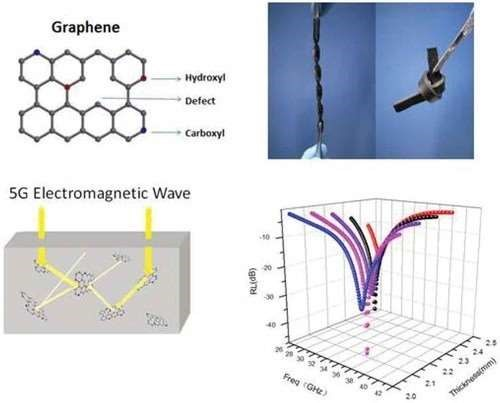 Graphene
Hydroxyl
Defect
Carboxyl
5G Electromagnetic Wave
RL(dB)
-10
-20
-30
-40
26
28
30
32
34
36
38
40
42
Freq (GHz)
2.0
2.1
2.2
2.3
2.4
2.5
Thickness(mm)